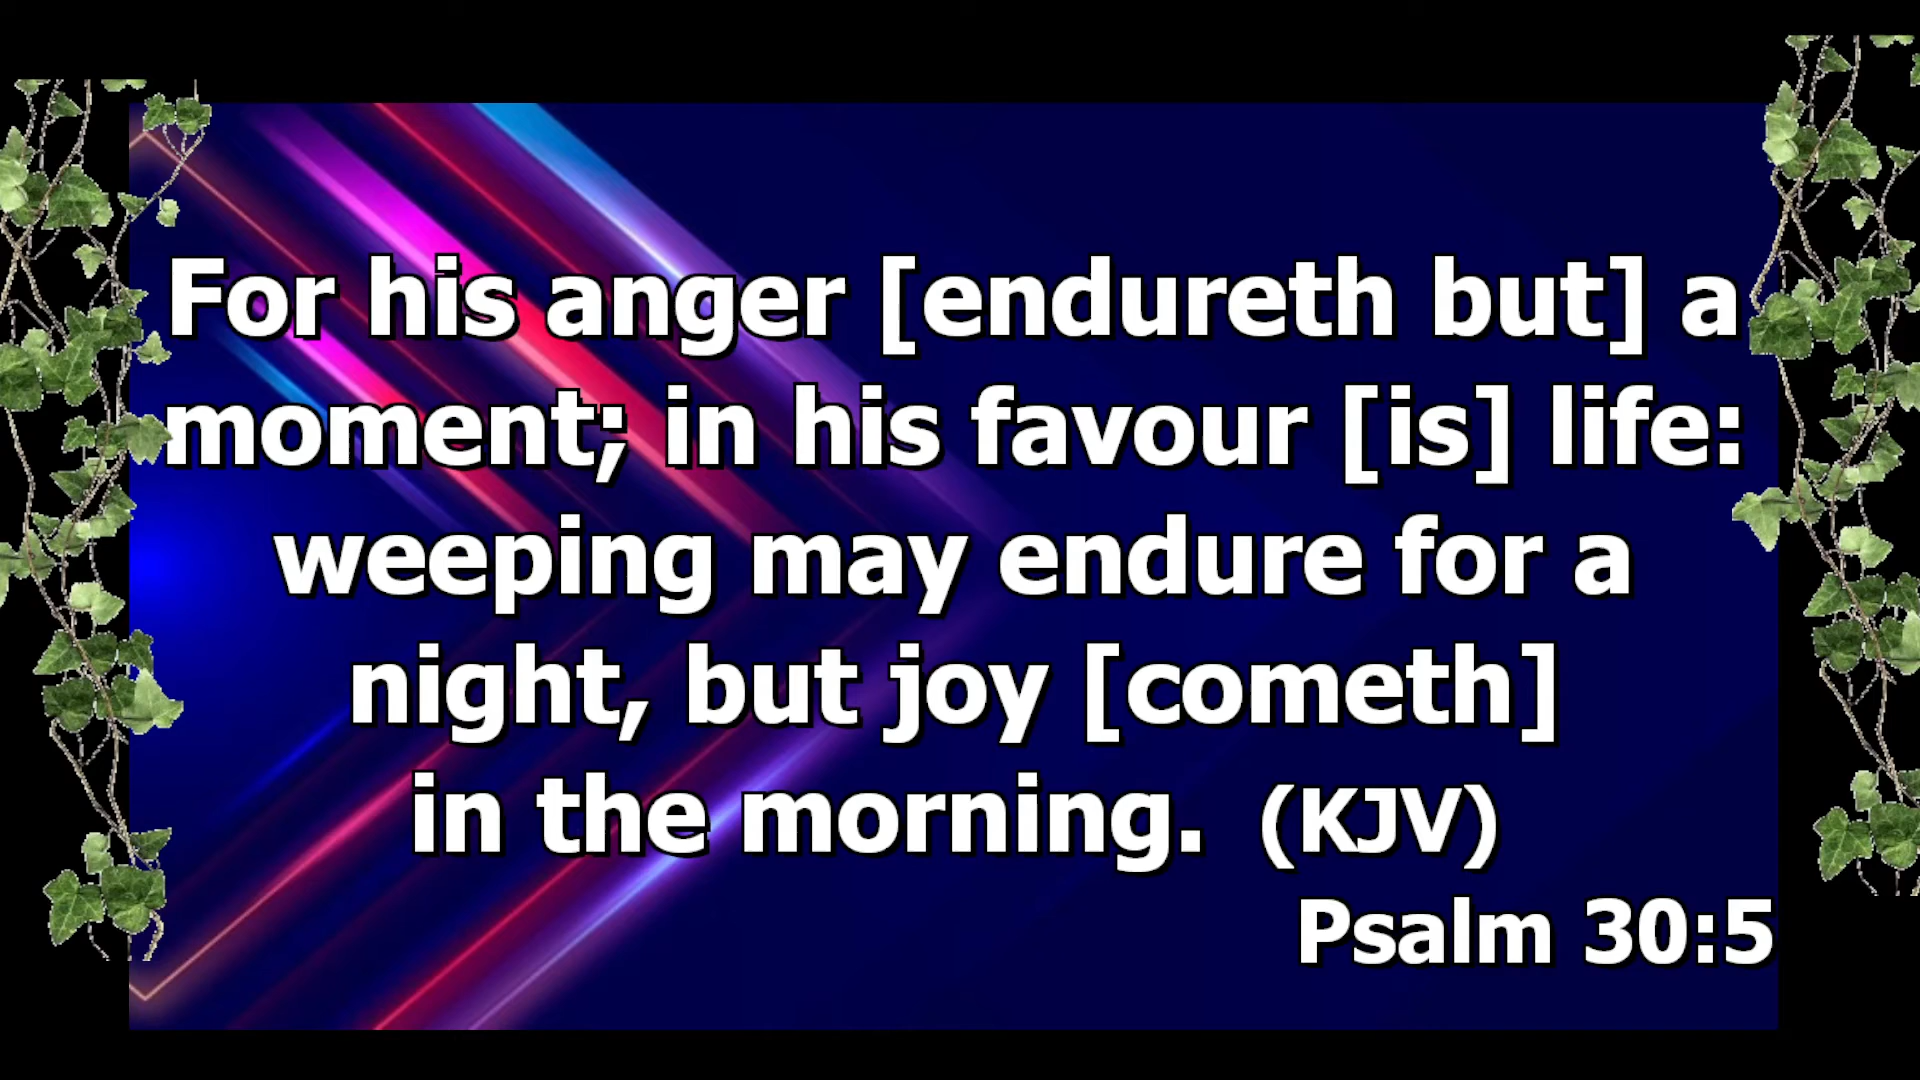 For his anger [endureth but] a
moment; in his favour [is] life:
weeping may endure for a
night, but joy [cometh]
in the morning. (KJV)
Psalm 30:5